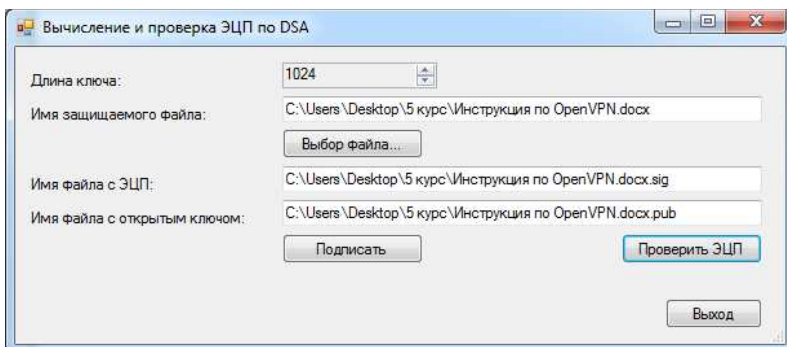 Вычисление и проверка ЭЦП по DSA
Длина ключа: 1024
Имя защищаемого файла: C:\Users\Desktop\5 курс\Инструкция по OpenVPN.docx
Выбор файла...
Имя файла с ЭЦП: C:\Users\Desktop\5 курс\Инструкция по OpenVPN.docx.sig
Имя файла с открытым ключом: C:\Users\Desktop\5 курс\Инструкция по OpenVPN.docx.pub
Подписать Проверить ЭЦП
Выход